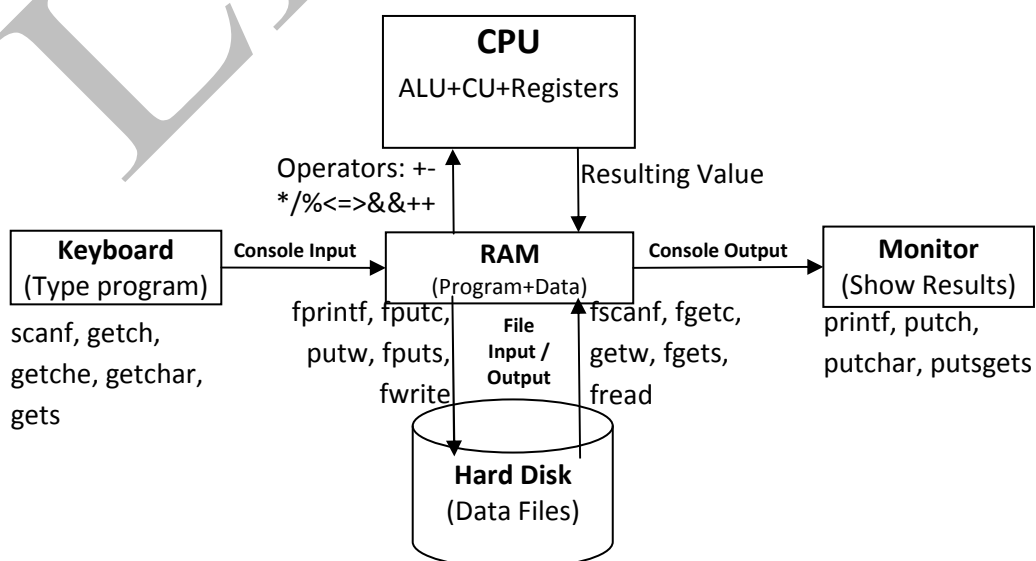 CPU
ALU+CU+Registers
Operators: +-
*/%<=>&&++
Resulting Value
Keyboard
(Type program)
Console Input
RAM
(Program+Data)
Console Output
Monitor
(Show Results)
scanf, getch,
getche, getchar,
gets
fprintf, fputc,
putw, fputs,
fwrite
File
Input /
Output
fscanf, fgetc,
getw, fgets,
fread
printf, putch,
putchar, putsgets
Hard Disk
(Data Files)